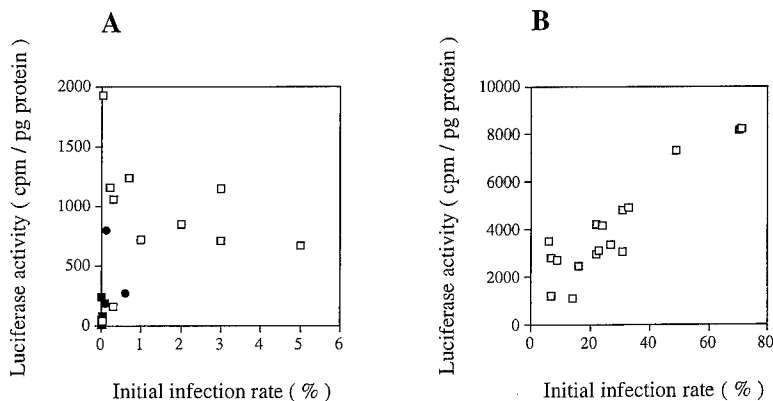 A
Luciferase activity ( cpm / pg protein )
2000
1500
1000
500
0
0 1 2 3 4 5 6
Initial infection rate ( % )
B
Luciferase activity ( cpm / pg protein )
10000
8000
6000
4000
2000
0
0 20 40 60 80
Initial infection rate ( % )